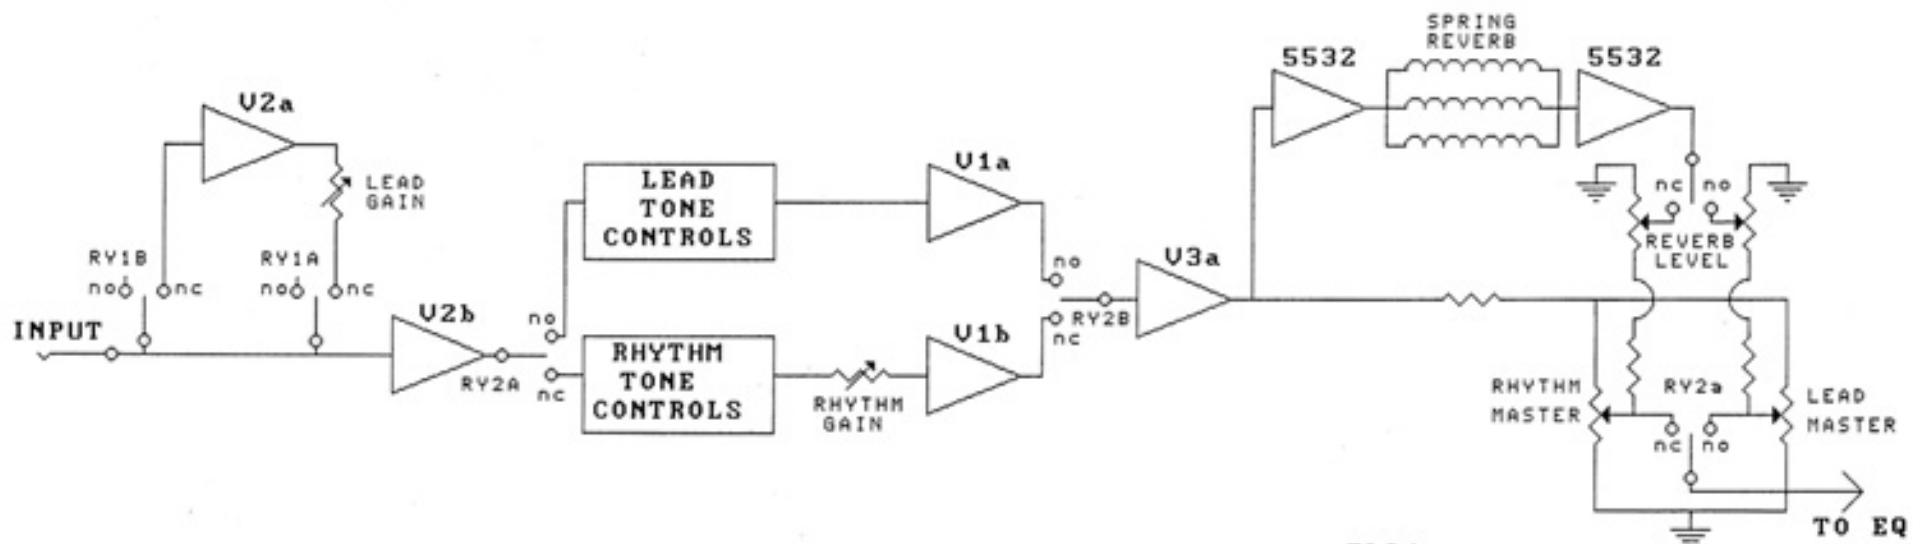 SPRING
REVERB
5532
5532
V2a
LEAD
GAIN
V1a
LEAD
TONE
CONTROLS
nc
no
REVERB
LEVEL
RY1B
no
nc
RY1A
no
nc
V3a
no
RY2B
nc
INPUT
V2b
no
RY2A
nc
RHYTHM
TONE
CONTROLS
RHYTHM
GAIN
V1b
RHYTHM
MASTER
RY2a
LEAD
MASTER
nc
no
TO EQ